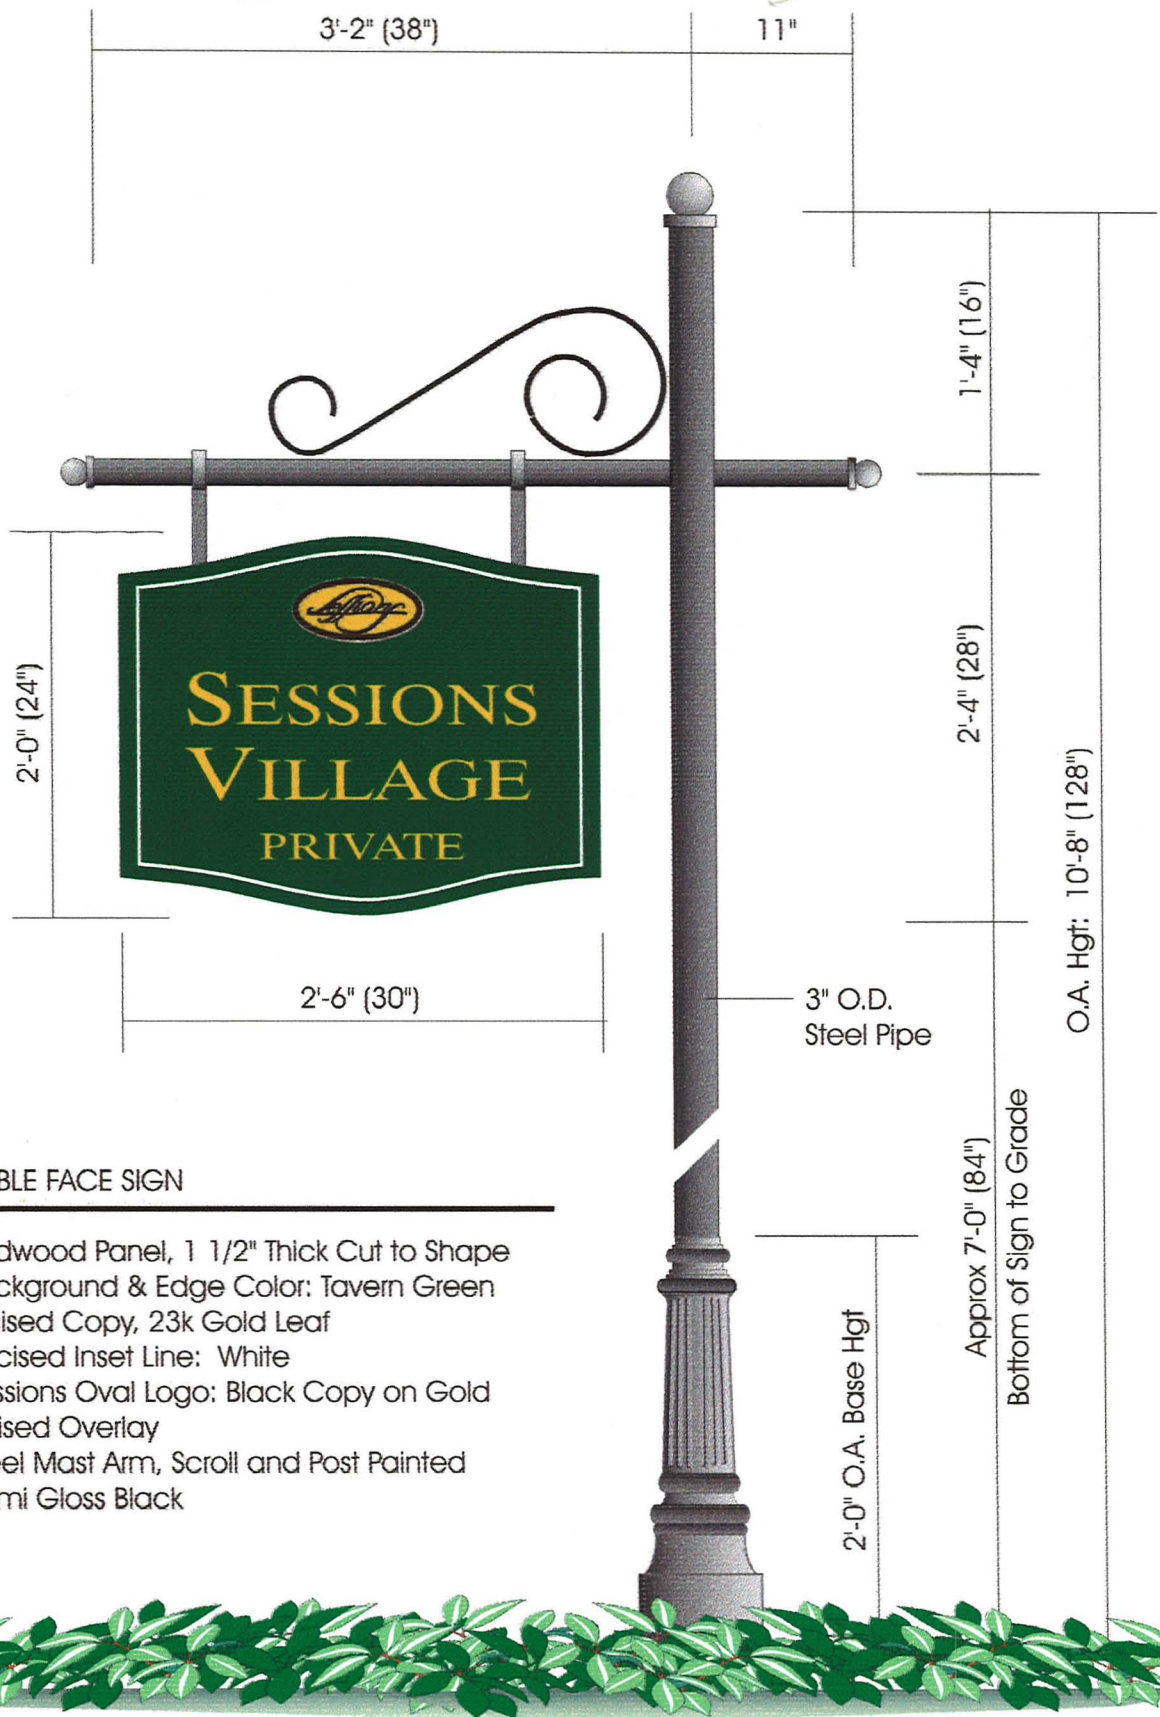 3'-2" (38")
11"
1'-4" (16")
2'-4" (28")
O.A. Hgt: 10'-8" (128")
2'-0" (24")
Sessions
SESSIONS
VILLAGE
PRIVATE
2'-6" (30")
3" O.D.
Steel Pipe
Approx 7'-0" (84")
Bottom of Sign to Grade
2'-0" O.A. Base Hgt
BLE FACE SIGN
dwood Panel, 1 1/2" Thick Cut to Shape
ckground & Edge Color: Tavern Green
ised Copy, 23k Gold Leaf
cised Inset Line: White
ssions Oval Logo: Black Copy on Gold
ised Overlay
el Mast Arm, Scroll and Post Painted
mi Gloss Black